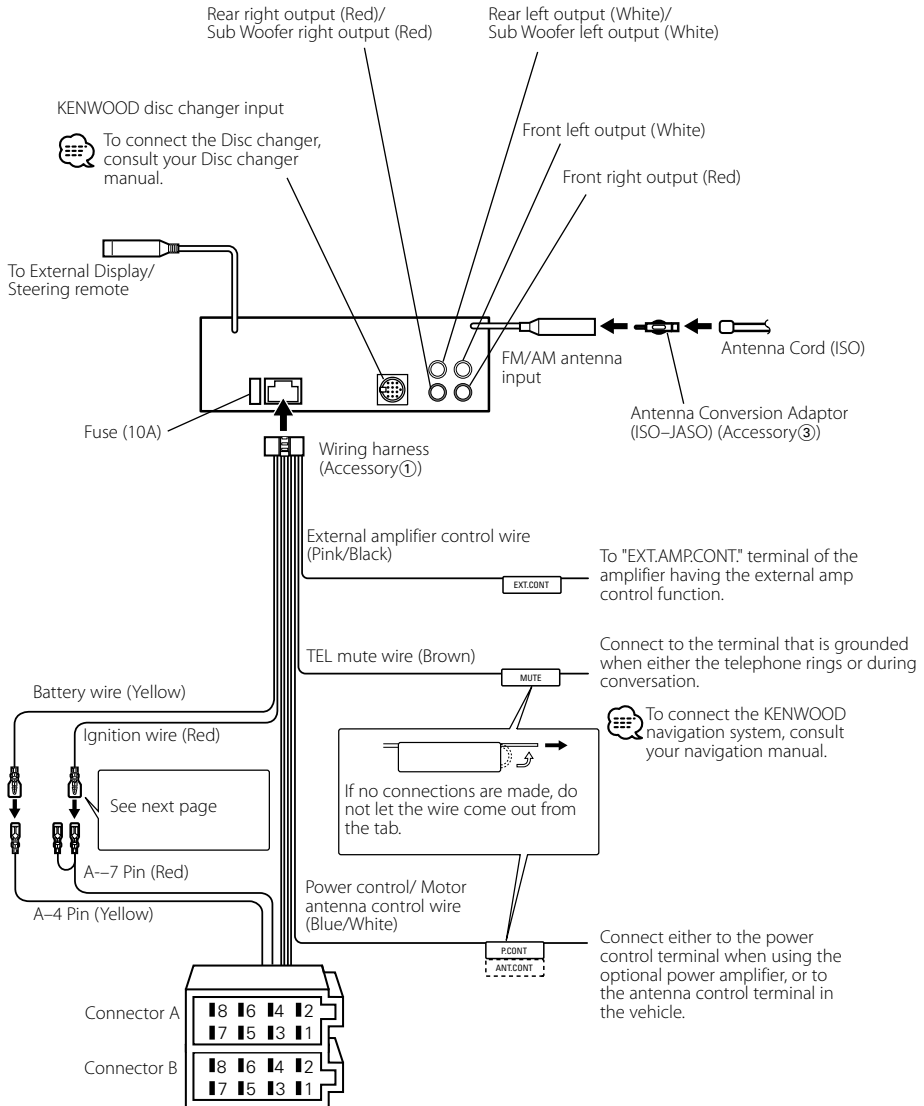 Rear right output (Red)/
Sub Woofer right output (Red)
Rear left output (White)/
Sub Woofer left output (White)
KENWOOD disc changer input
To connect the Disc changer,
consult your Disc changer
manual.
Front left output (White)
Front right output (Red)
To External Display/
Steering remote
FM/AM antenna
input
Antenna Cord (ISO)
Antenna Conversion Adaptor
(ISO–JASO) (Accessory③)
Fuse (10A)
Wiring harness
(Accessory①)
External amplifier control wire
(Pink/Black)
EXT.CONT
To "EXT.AMP.CONT." terminal of the
amplifier having the external amp
control function.
TEL mute wire (Brown)
MUTE
Connect to the terminal that is grounded
when either the telephone rings or during
conversation.
To connect the KENWOOD
navigation system, consult
your navigation manual.
Battery wire (Yellow)
Ignition wire (Red)
See next page
If no connections are made, do
not let the wire come out from
the tab.
A-–7 Pin (Red)
A–4 Pin (Yellow)
Power control/ Motor
antenna control wire
(Blue/White)
P.CONT
ANT.CONT
Connect either to the power
control terminal when using the
optional power amplifier, or to
the antenna control terminal in
the vehicle.
Connector A
8 6 4 2
7 5 3 1
Connector B
8 6 4 2
7 5 3 1